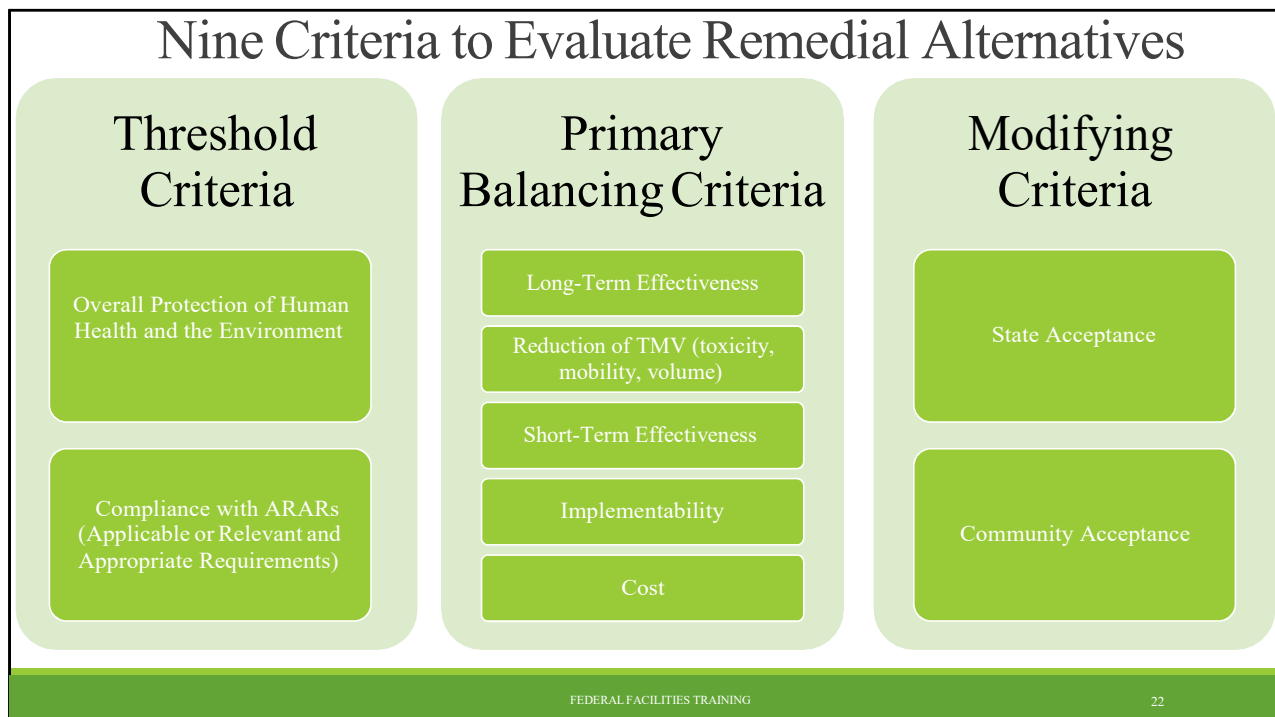 Nine Criteria to Evaluate Remedial Alternatives
Threshold
Criteria
Overall Protection of Human
Health and the Environment
Compliance with ARARs
(Applicable or Relevant and
Appropriate Requirements)
Primary
Balancing Criteria
Long-Term Effectiveness
Reduction of TMV (toxicity,
mobility, volume)
Short-Term Effectiveness
Implementability
Cost
Modifying
Criteria
State Acceptance
Community Acceptance
FEDERAL FACILITIES TRAINING
22